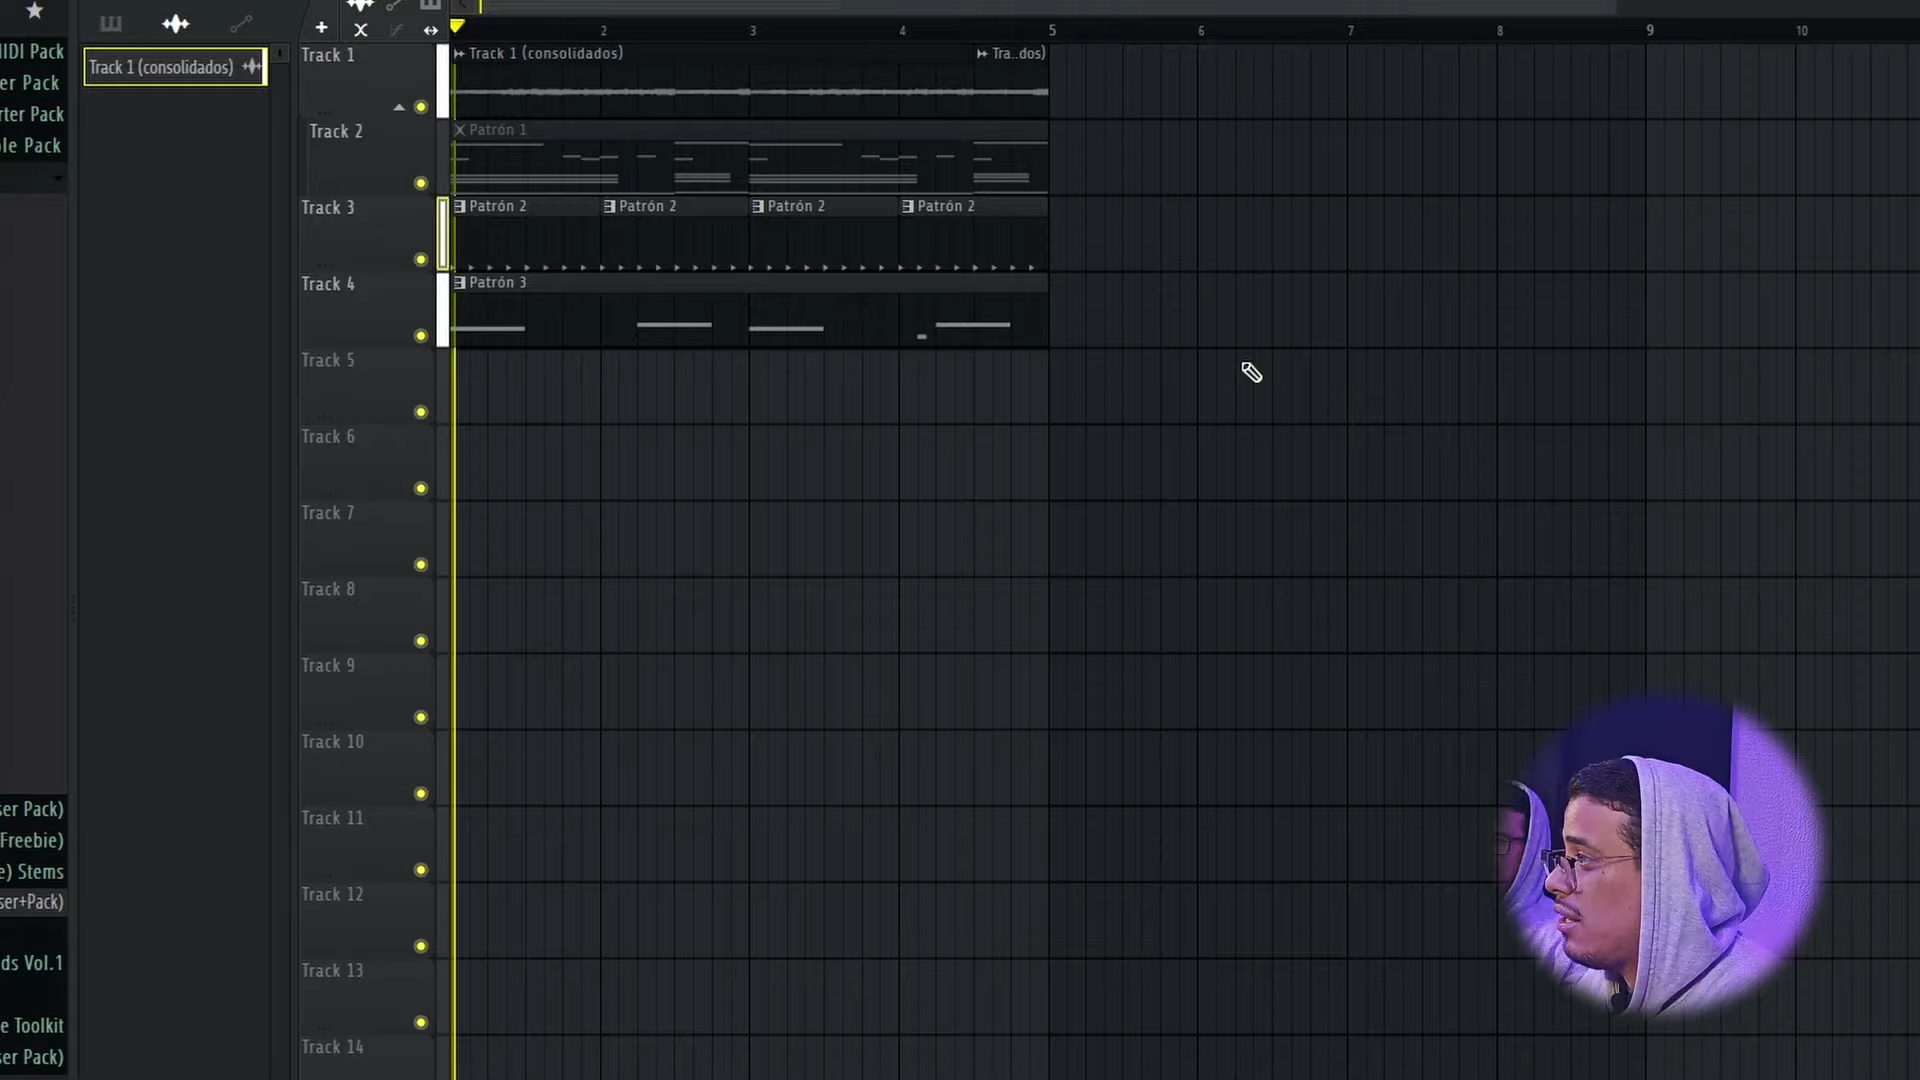 IDI Pack
er Pack
rter Pack
le Pack
ser Pack)
Freebie)
e) Stems
ser+Pack)
ds Vol.1
e Toolkit
ser Pack)
Track 1 (consolidados)
2 3 4 5 6 7 8 9 10
Track 1
Track 1 (consolidados) Tra..dos)
Track 2
Patrón 1
Track 3
Patrón 2 Patrón 2 Patrón 2 Patrón 2
Track 4
Patrón 3
Track 5
Track 6
Track 7
Track 8
Track 9
Track 10
Track 11
Track 12
Track 13
Track 14